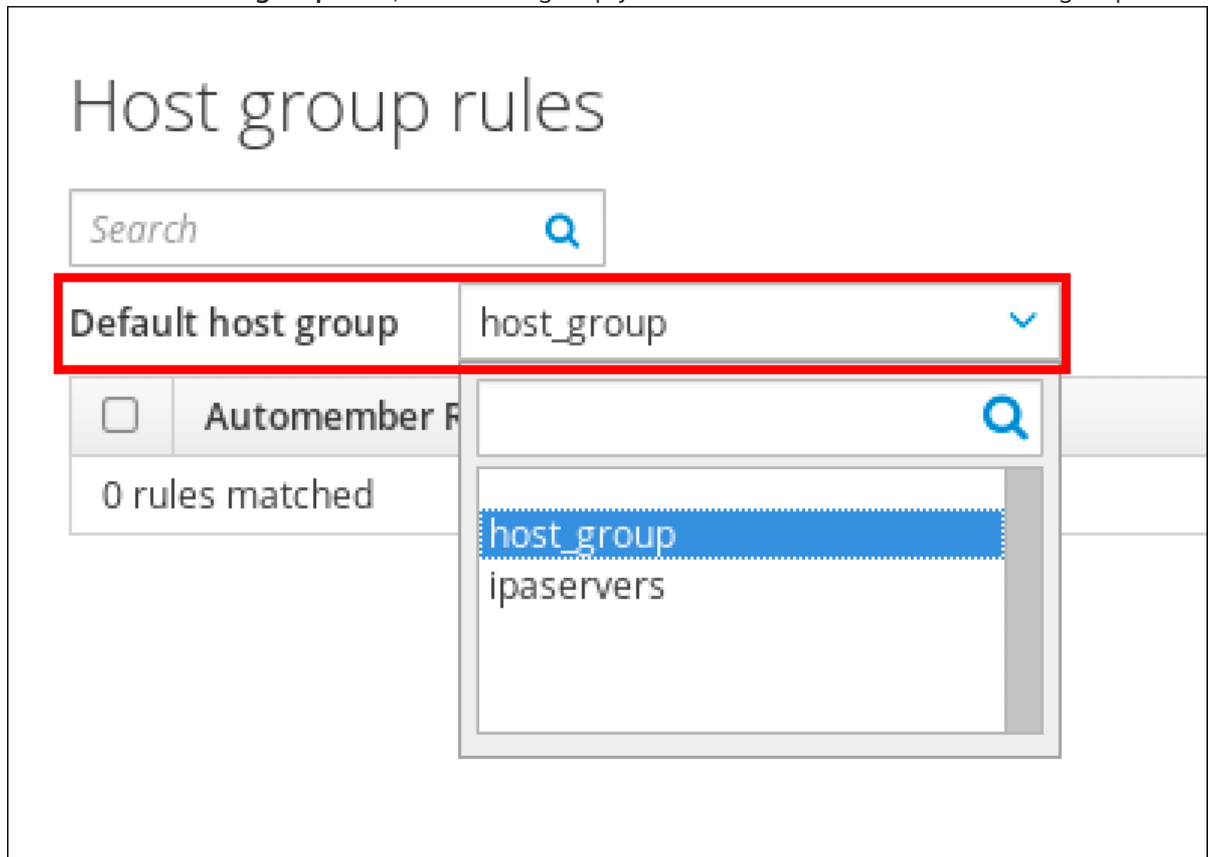 Host group rules
Search
Default host group host_group
Automember R
0 rules matched
host_group
ipaservers